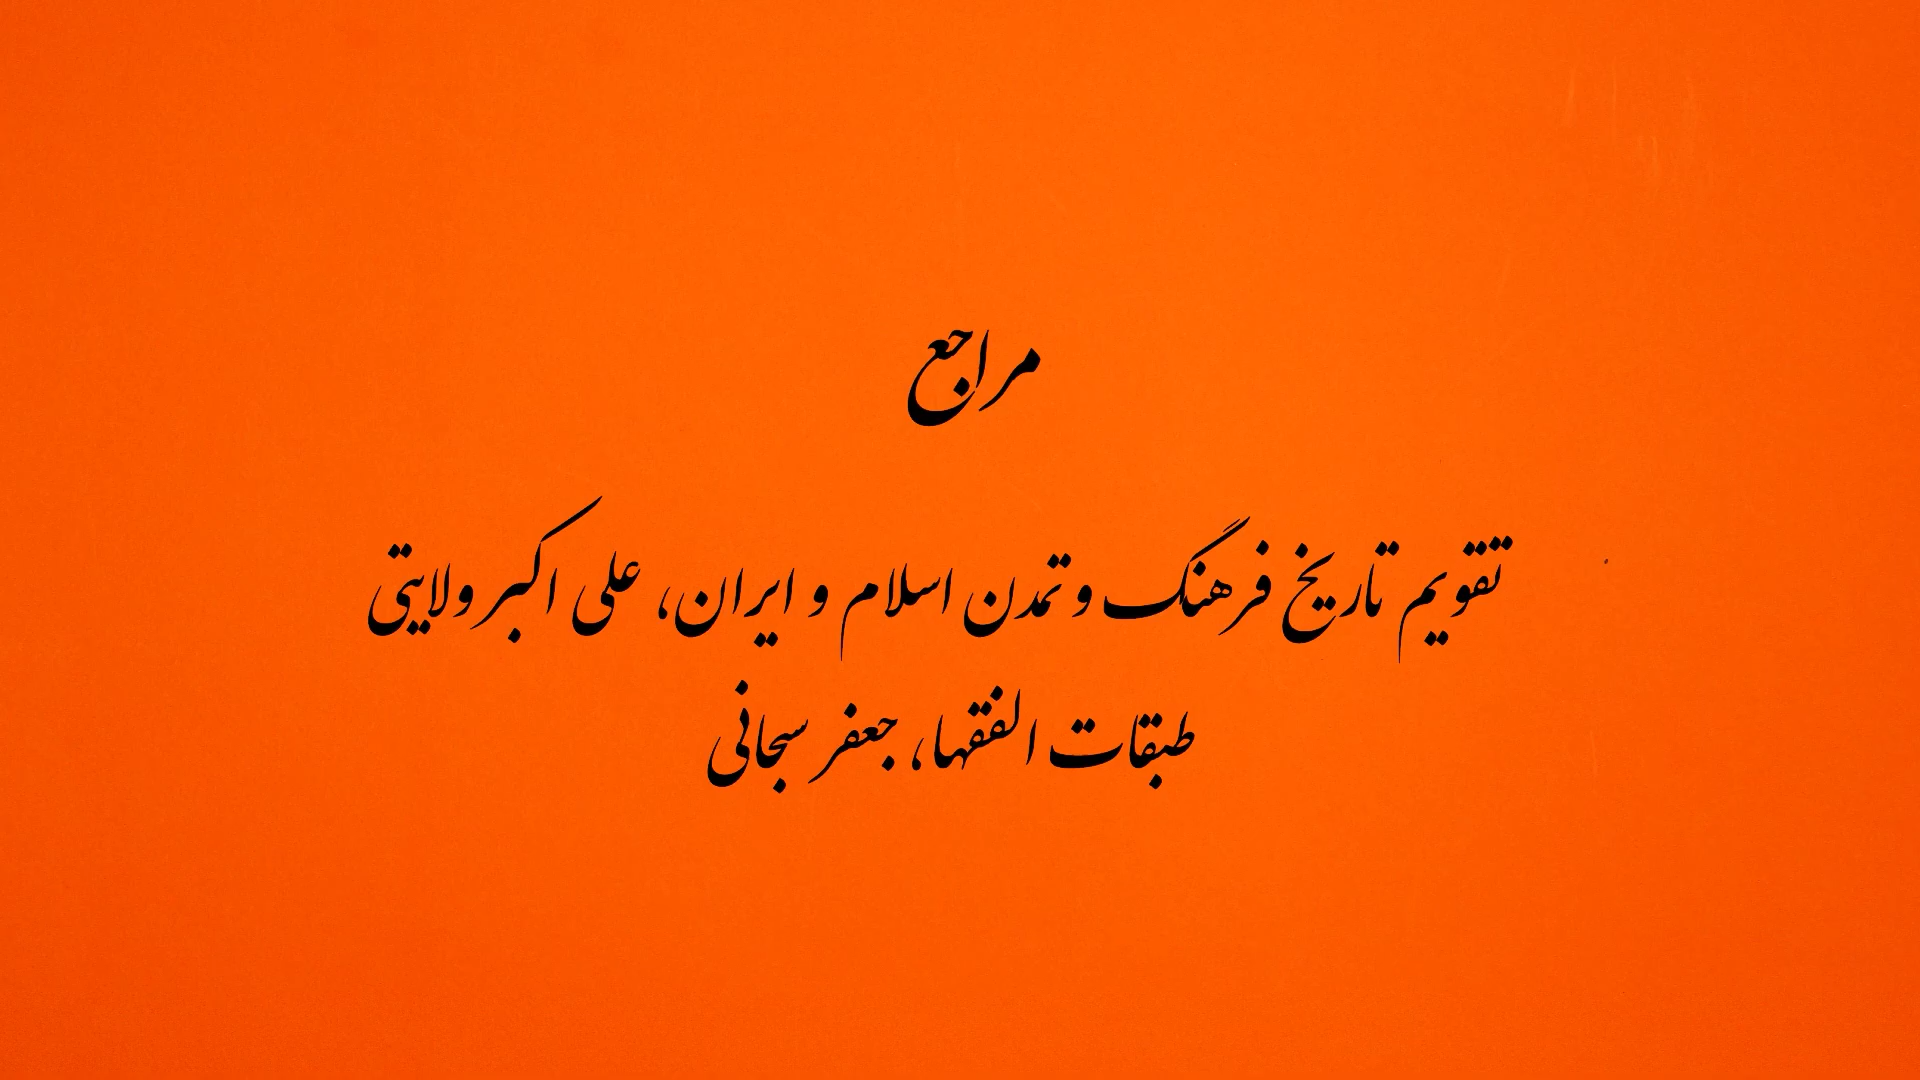 مراجع
تقویم تاریخ فرهنگ و تمدن اسلام و ایران، علی اکبر ولایتی
طبقات الفقها، جعفر سبحانی